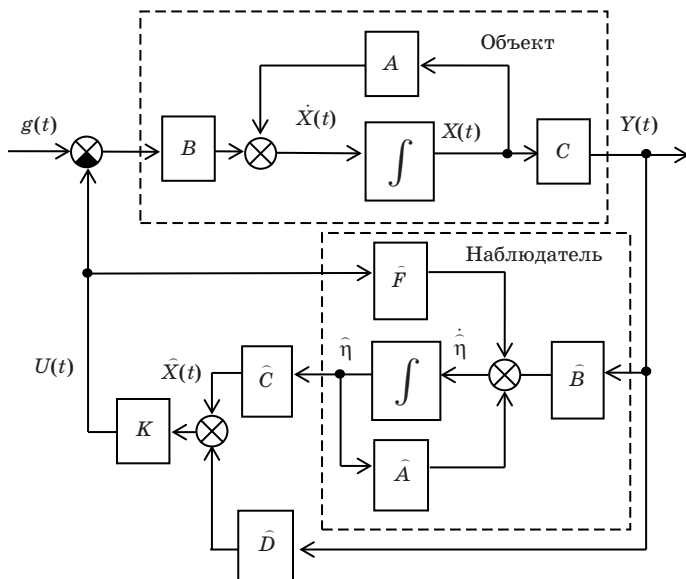 Объект
A
g(t)
Ẋ(t)
X(t)
Y(t)
B
∫
C
Наблюдатель
F̂
η̂
η̂̇
U(t)
X̂(t)
Ĉ
∫
B̂
K
Â
D̂